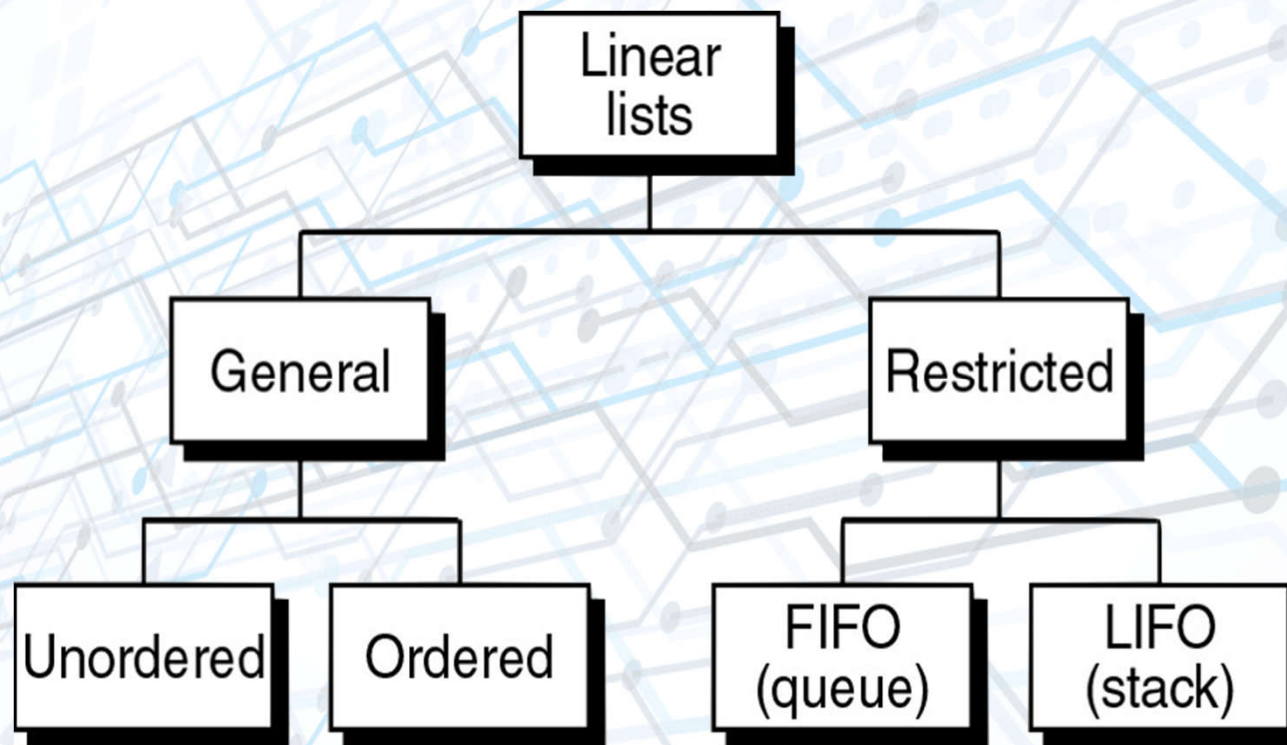 Linear
lists
General
Restricted
Unordered
Ordered
FIFO
(queue)
LIFO
(stack)